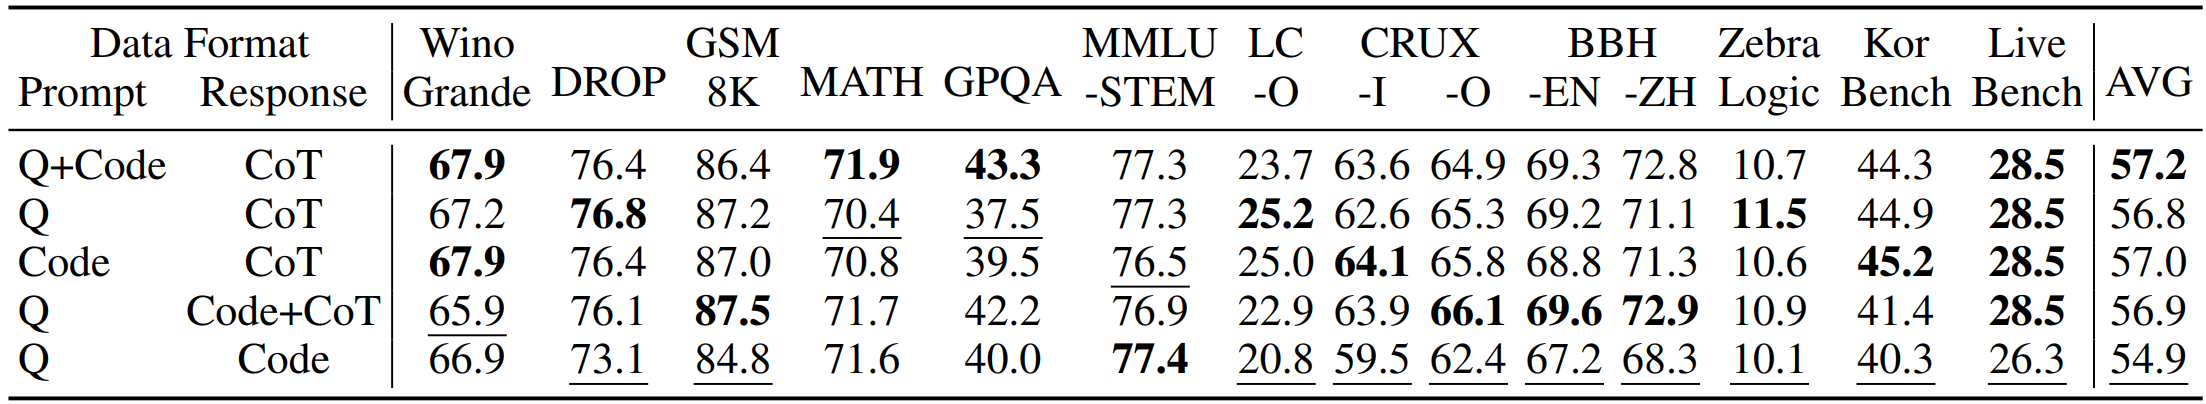 Data Format Wino GSM MMLU LC CRUX BBH Zebra Kor Live
Prompt Response Grande DROP 8K MATH GPQA -STEM -O -I -O -EN -ZH Logic Bench Bench AVG
Q+Code CoT 67.9 76.4 86.4 71.9 43.3 77.3 23.7 63.6 64.9 69.3 72.8 10.7 44.3 28.5 57.2
Q CoT 67.2 76.8 87.2 70.4 37.5 77.3 25.2 62.6 65.3 69.2 71.1 11.5 44.9 28.5 56.8
Code CoT 67.9 76.4 87.0 70.8 39.5 76.5 25.0 64.1 65.8 68.8 71.3 10.6 45.2 28.5 57.0
Q Code+CoT 65.9 76.1 87.5 71.7 42.2 76.9 22.9 63.9 66.1 69.6 72.9 10.9 41.4 28.5 56.9
Q Code 66.9 73.1 84.8 71.6 40.0 77.4 20.8 59.5 62.4 67.2 68.3 10.1 40.3 26.3 54.9